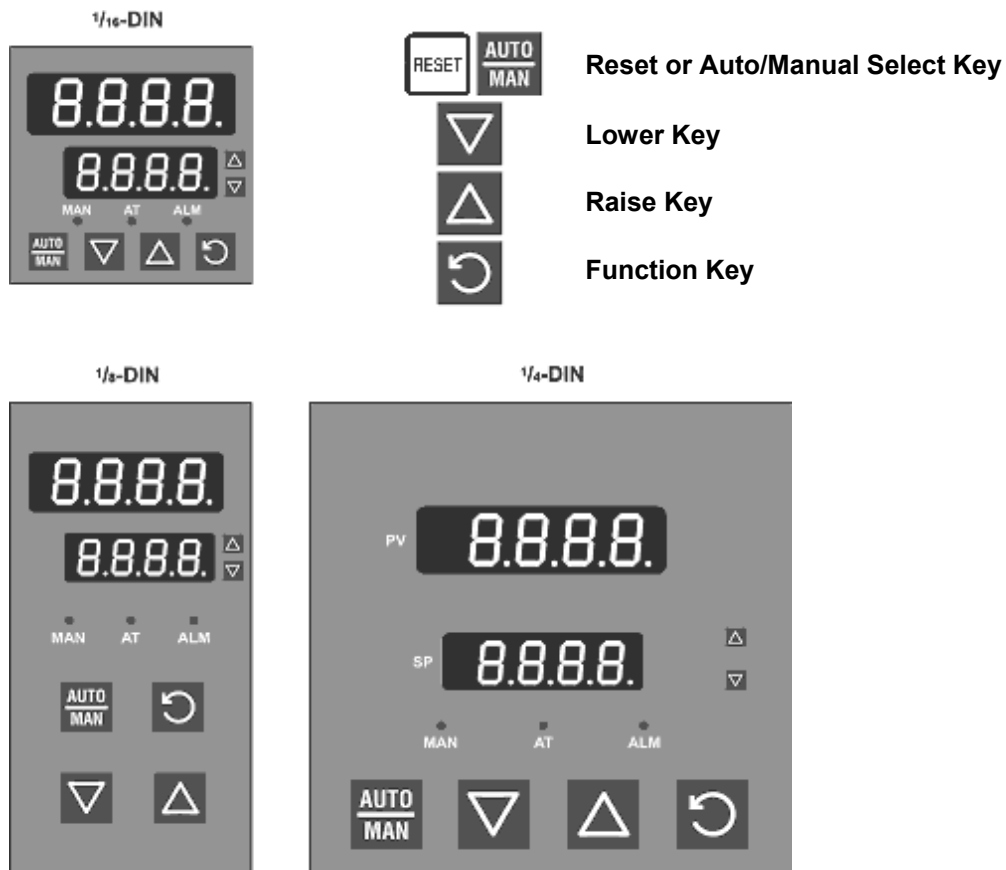 1/16-DIN
8.8.8.8.
8.8.8.8.
MAN AT ALM
AUTO
MAN
RESET
AUTO
MAN
Reset or Auto/Manual Select Key
Lower Key
Raise Key
Function Key
1/8-DIN
8.8.8.8.
8.8.8.8.
MAN AT ALM
AUTO
MAN
1/4-DIN
PV 8.8.8.8.
SP 8.8.8.8.
MAN AT ALM
AUTO
MAN